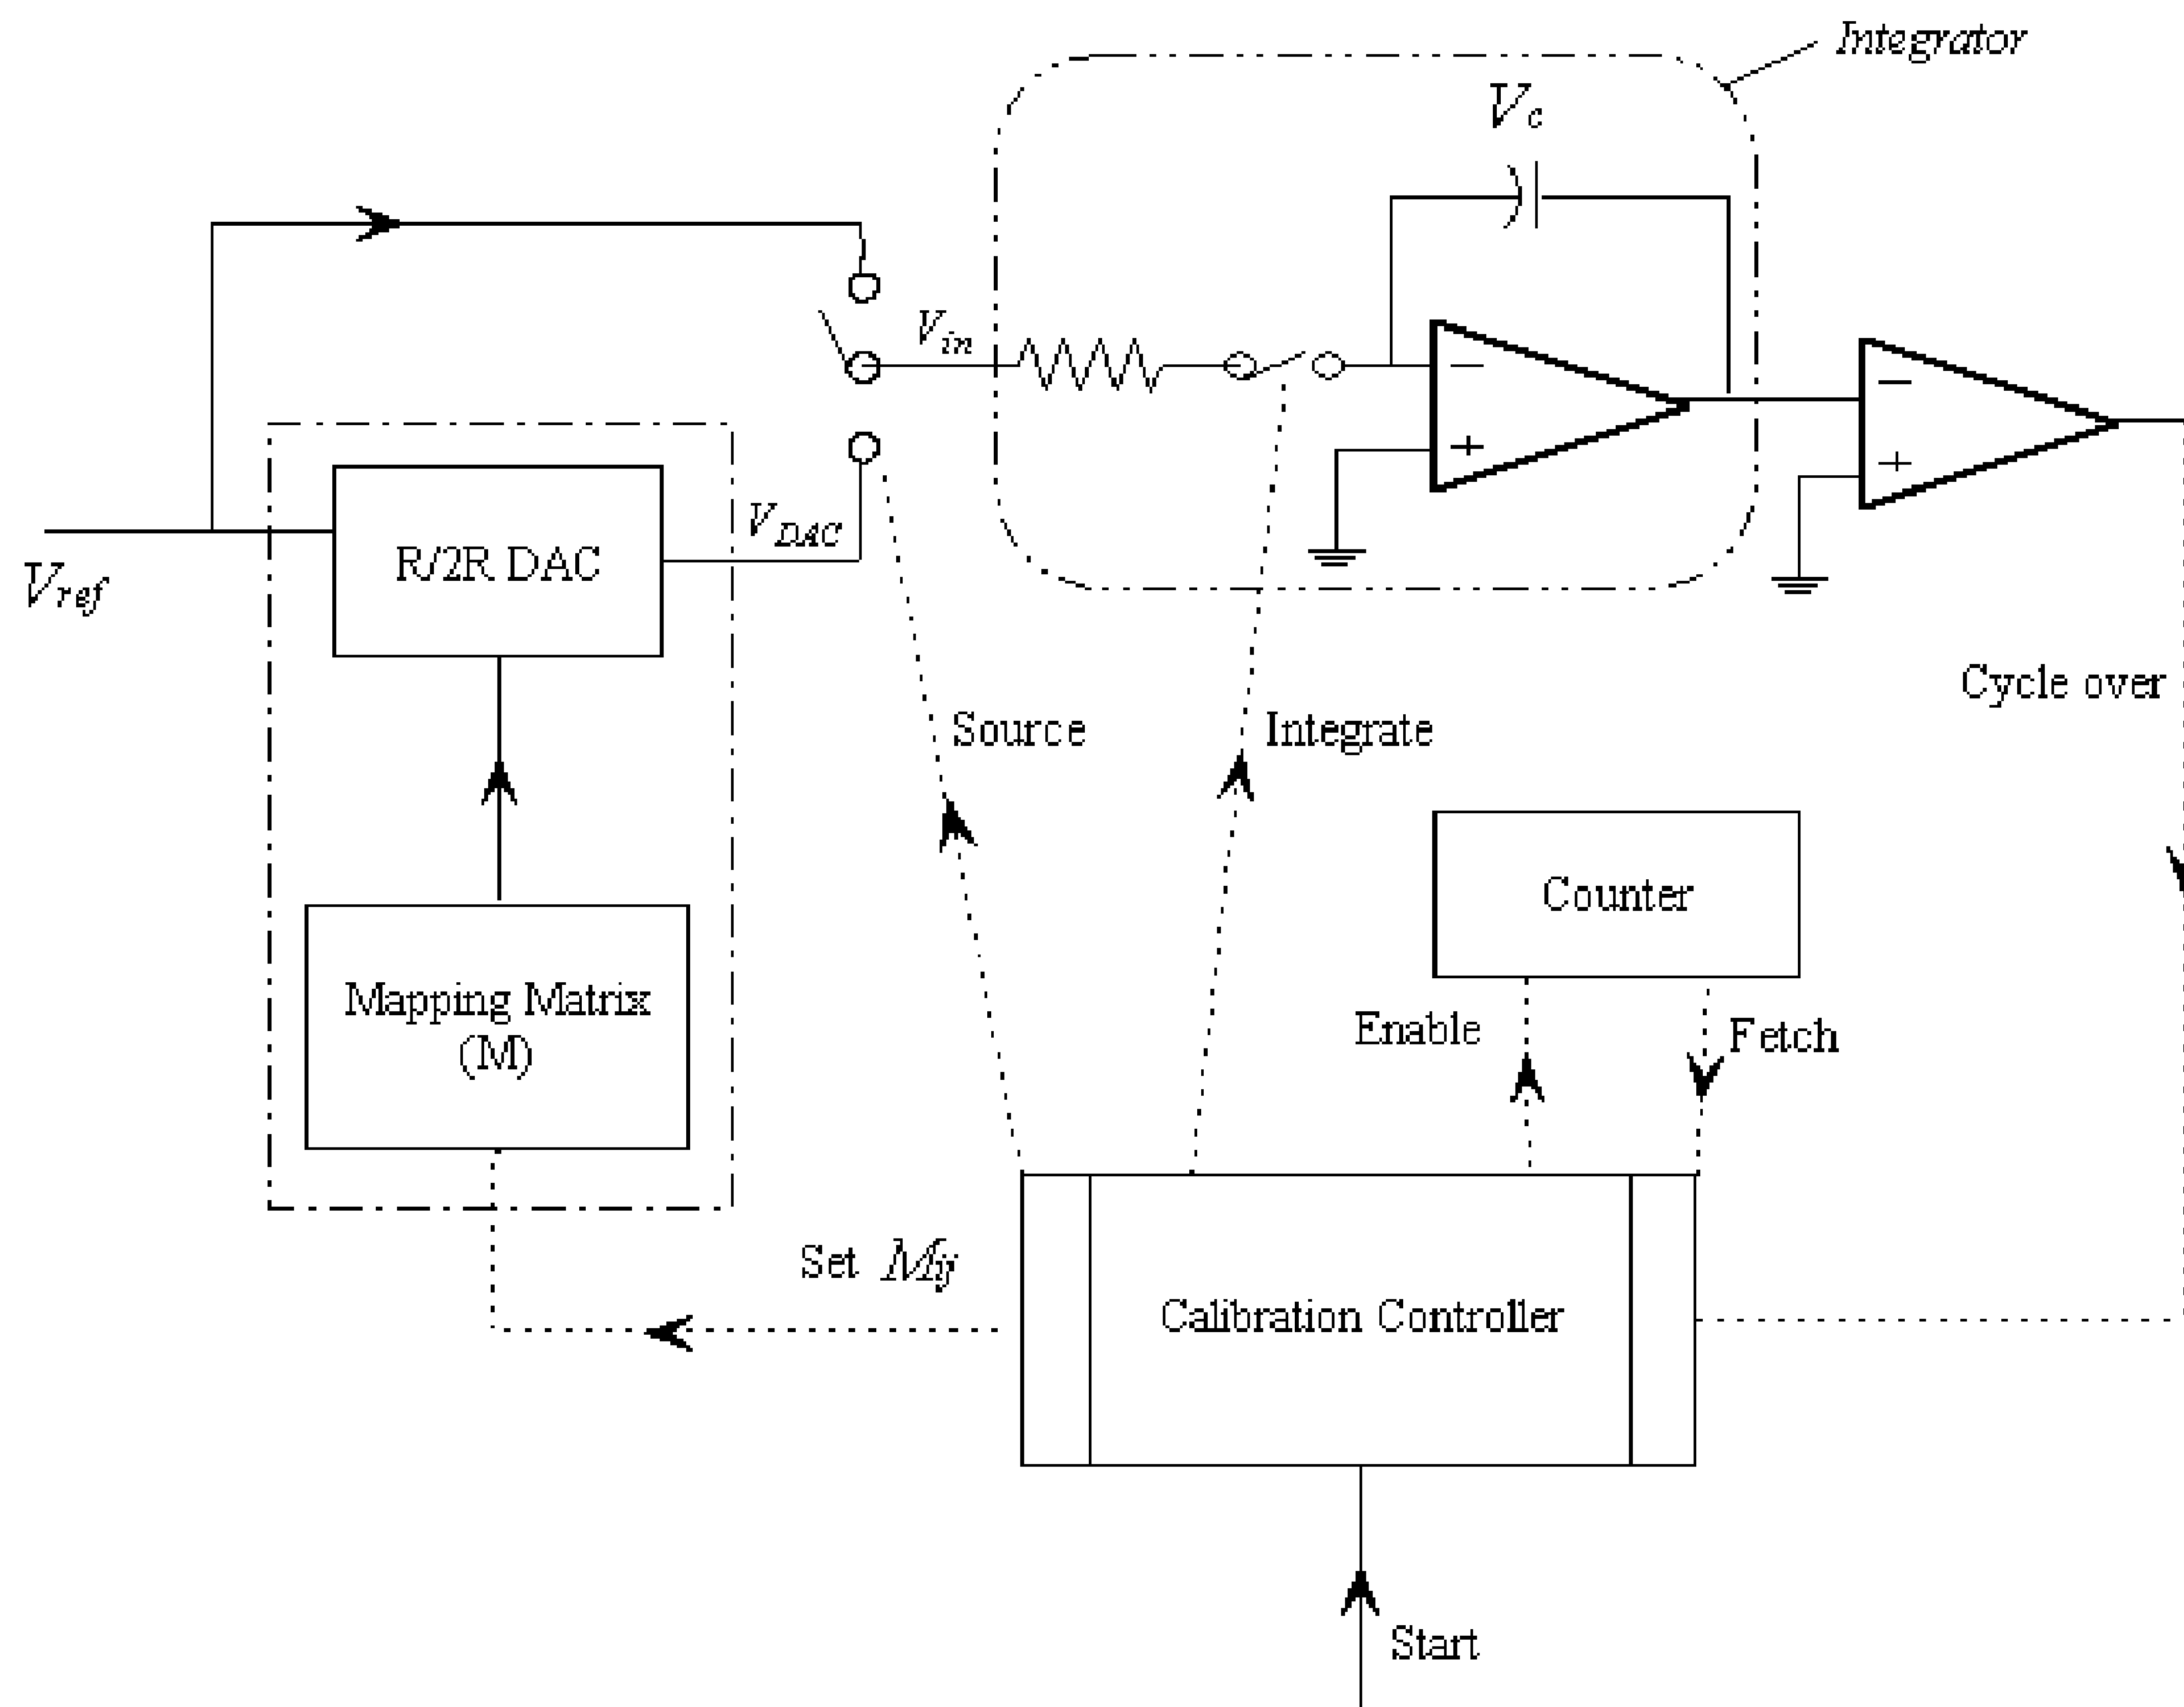 Integrator
Vc
Vin
VDAC
R/2R DAC
Vref
Cycle over
Source
Integrate
Counter
Mapping Matrix
(M)
Enable
Fetch
Set Mij
Calibration Controller
Start